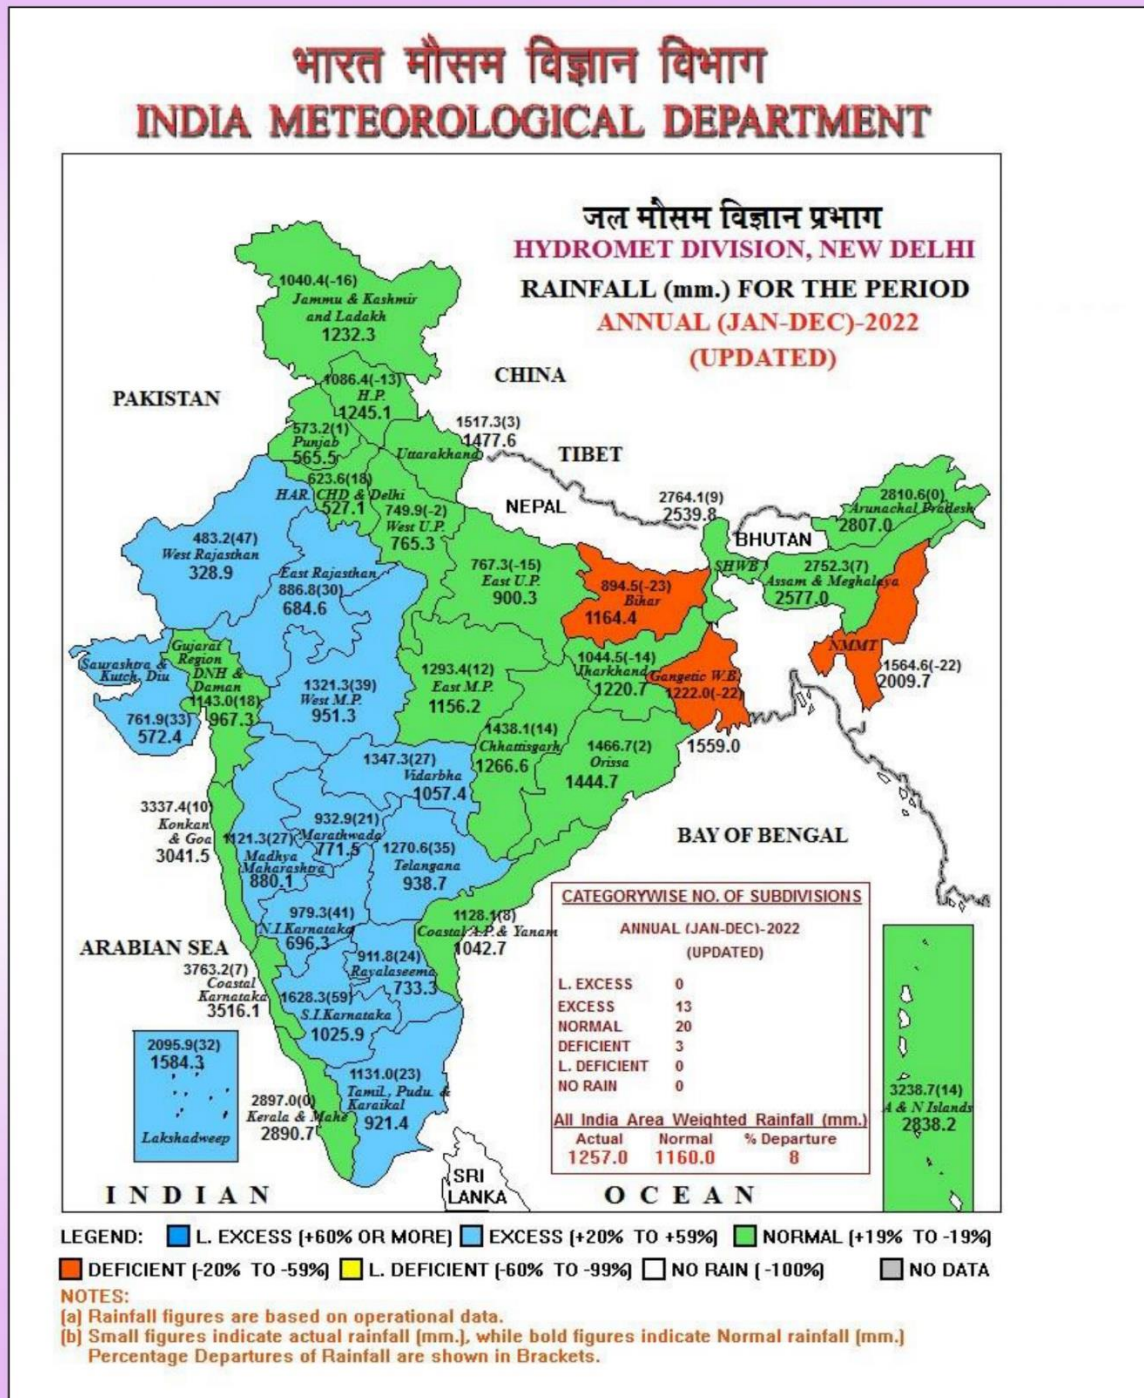 भारत मौसम विज्ञान विभाग
INDIA METEOROLOGICAL DEPARTMENT
जल मौसम विज्ञान प्रभाग
HYDROMET DIVISION, NEW DELHI
RAINFALL (mm.) FOR THE PERIOD
ANNUAL (JAN-DEC)-2022
(UPDATED)
1040.4(-16)
Jammu & Kashmir
and Ladakh
1232.3
CHINA
PAKISTAN
1086.4(-13)
H.P.
1245.1
573.2(1)
Punjab
565.5
1517.3(3)
1477.6
Uttarakhand
TIBET
623.6(18)
HAR. CHD & Delhi
527.1
749.9(-2)
West U.P.
765.3
NEPAL
2764.1(9)
2539.8
SHWB
BHUTAN
2810.6(0)
Arunachal Pradesh
2807.0
483.2(47)
West Rajasthan
328.9
East Rajasthan
886.8(30)
684.6
767.3(-15)
East U.P.
900.3
894.5(-23)
Bihar
1164.4
2752.3(7)
Assam & Meghalaya
2577.0
NMMT
1564.6(-22)
2009.7
Gujarat
Region
DNH &
Daman
1143.0(18)
967.3
Saurashtra &
Kutch, Diu
761.9(33)
572.4
1321.3(39)
West M.P.
951.3
1293.4(12)
East M.P.
1156.2
1044.5(-14)
Jharkhand
1220.7
Gangetic W.B.
1222.0(-22)
1559.0
1438.1(14)
Chhattisgarh
1266.6
1466.7(2)
Orissa
1444.7
1347.3(27)
Vidarbha
1057.4
3337.4(10)
Konkan
& Goa
3041.5
1121.3(27)
Madhya
Maharashtra
880.1
932.9(21)
Marathwada
771.5
1270.6(35)
Telangana
938.7
BAY OF BENGAL
979.3(41)
N.I.Karnataka
696.3
1128.1(8)
Coastal A.P. & Yanam
1042.7
ARABIAN SEA
3763.2(7)
Coastal
Karnataka
3516.1
911.8(24)
Rayalaseema
733.3
1628.3(59)
S.I.Karnataka
1025.9
2095.9(32)
1584.3
Lakshadweep
2897.0(0)
Kerala & Mahe
2890.7
1131.0(23)
Tamil., Pudu. &
Karaikal
921.4
3238.7(14)
A & N Islands
2838.2
SRI
LANKA
INDIAN OCEAN
CATEGORYWISE NO. OF SUBDIVISIONS
ANNUAL (JAN-DEC)-2022
(UPDATED)
L. EXCESS 0
EXCESS 13
NORMAL 20
DEFICIENT 3
L. DEFICIENT 0
NO RAIN 0
All India Area Weighted Rainfall (mm.)
Actual Normal % Departure
1257.0 1160.0 8
LEGEND: L. EXCESS (+60% OR MORE) EXCESS (+20% TO +59%) NORMAL (+19% TO -19%)
DEFICIENT (-20% TO -59%) L. DEFICIENT (-60% TO -99%) NO RAIN (-100%) NO DATA
NOTES:
(a) Rainfall figures are based on operational data.
(b) Small figures indicate actual rainfall (mm.), while bold figures indicate Normal rainfall (mm.)
Percentage Departures of Rainfall are shown in Brackets.